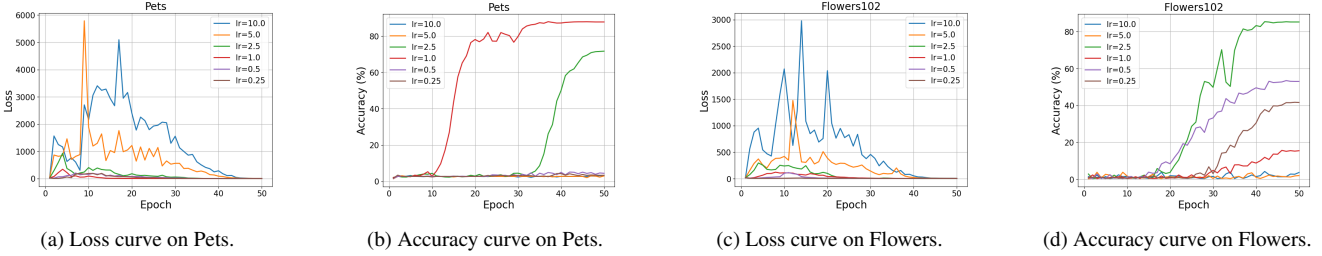 Pets
Loss
6000
5000
4000
3000
2000
1000
0
lr=10.0
lr=5.0
lr=2.5
lr=1.0
lr=0.5
lr=0.25
0 10 20 30 40 50
Epoch
(a) Loss curve on Pets.
Pets
Accuracy (%)
80
60
40
20
0
lr=10.0
lr=5.0
lr=2.5
lr=1.0
lr=0.5
lr=0.25
0 10 20 30 40 50
Epoch
(b) Accuracy curve on Pets.
Flowers102
Loss
3000
2500
2000
1500
1000
500
0
lr=10.0
lr=5.0
lr=2.5
lr=1.0
lr=0.5
lr=0.25
0 10 20 30 40 50
Epoch
(c) Loss curve on Flowers.
Flowers102
Accuracy (%)
80
60
40
20
0
lr=10.0
lr=5.0
lr=2.5
lr=1.0
lr=0.5
lr=0.25
0 10 20 30 40 50
Epoch
(d) Accuracy curve on Flowers.